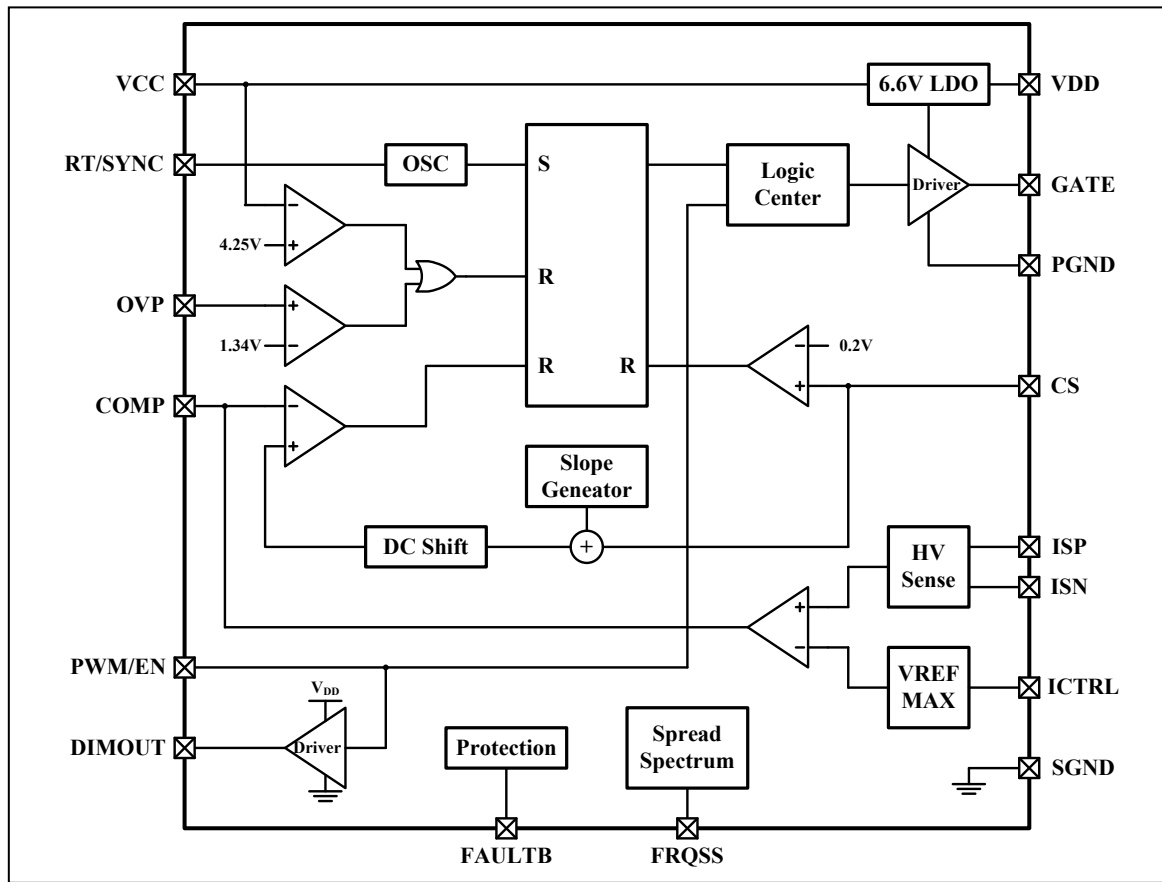 VCC
6.6V LDO
VDD
RT/SYNC
OSC
S
Logic
Center
Driver
GATE
−
4.25V
+
PGND
OVP
+
R
1.34V
−
−
0.2V
R
R
COMP
−
+
CS
+
Slope
Geneator
DC Shift
+
HV
Sense
ISP
ISN
+
−
PWM/EN
VREF
MAX
ICTRL
VDD
DIMOUT
Driver
Protection
Spread
Spectrum
SGND
FAULTB
FRQSS